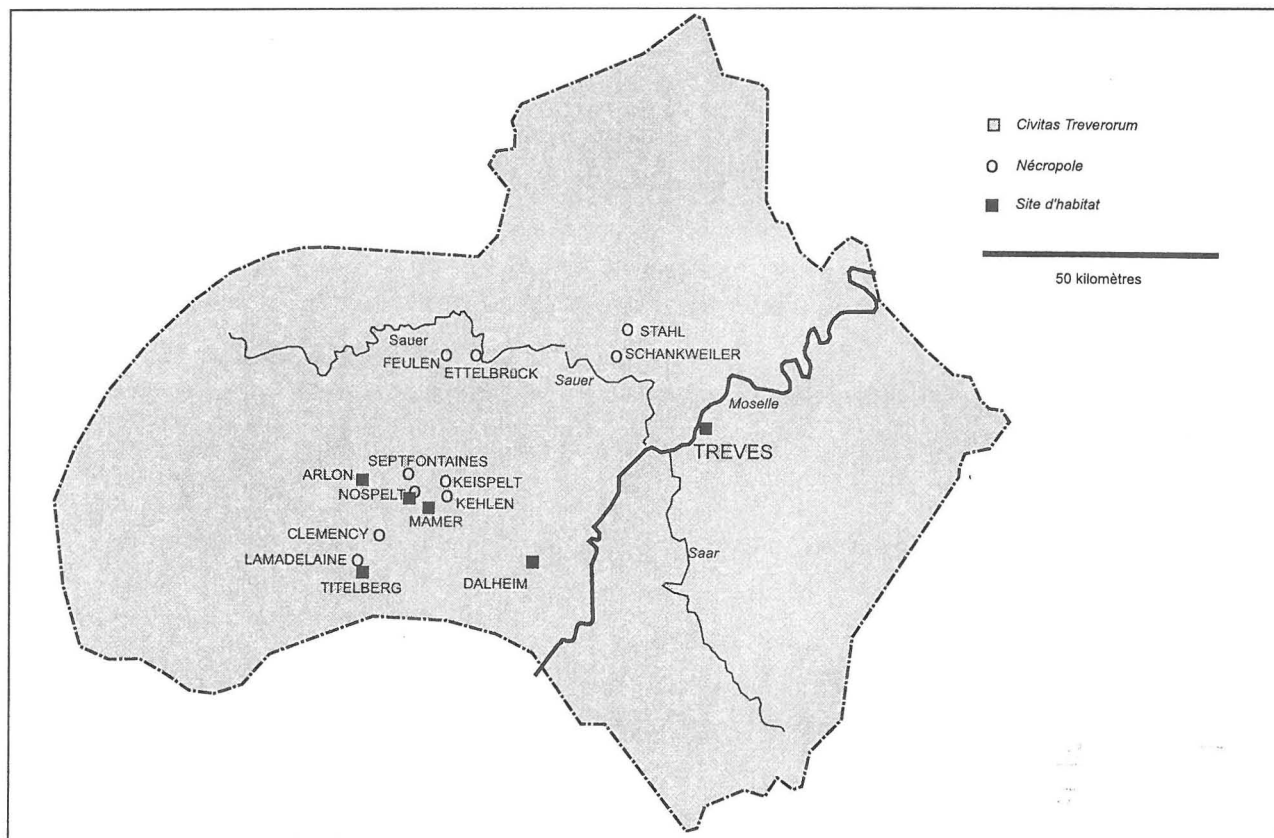 Civitas Treverorum
Nécropole
Site d'habitat
50 kilomètres
STAHL
Sauer
SCHANKWEILER
FEULEN
ETTELBRüCK
Sauer
Moselle
TREVES
SEPTFONTAINES
ARLON
KEISPELT
NOSPELT
KEHLEN
MAMER
CLEMENCY
LAMADELAINE
Saar
DALHEIM
TITELBERG